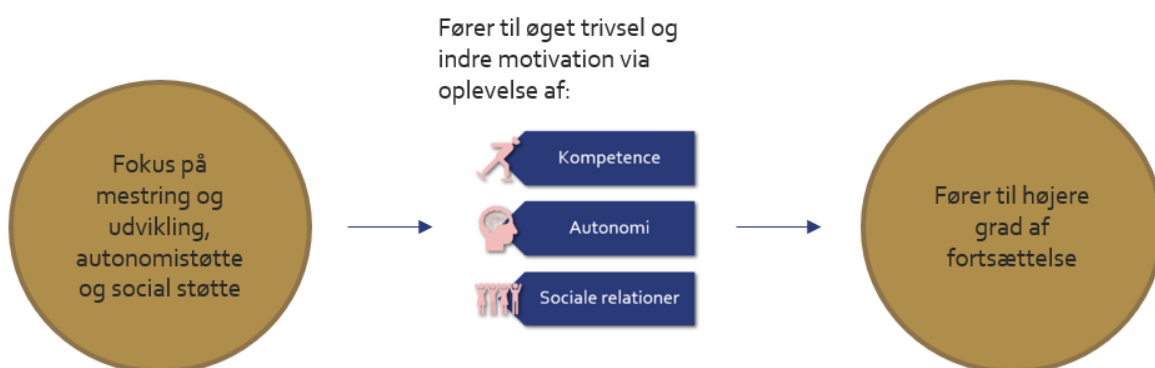 Fokus på
mestring og
udvikling,
autonomistøtte
og social støtte
Fører til øget trivsel og
indre motivation via
oplevelse af:
Kompetence
Autonomi
Sociale relationer
Fører til højere
grad af
fortsættelse